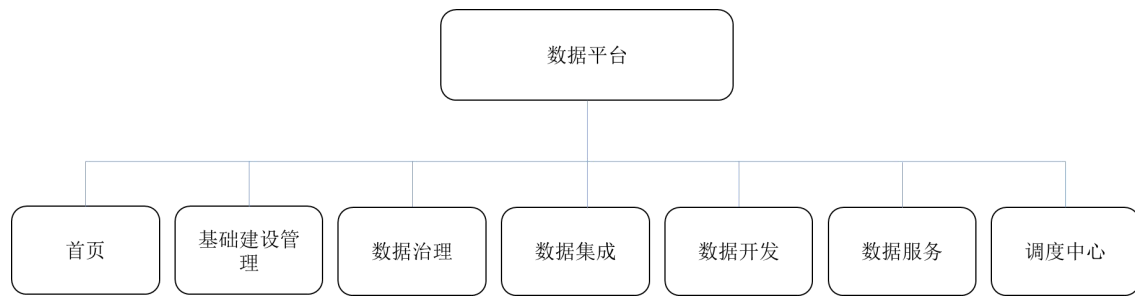 数据平台
首页
基础建设管
理
数据治理
数据集成
数据开发
数据服务
调度中心